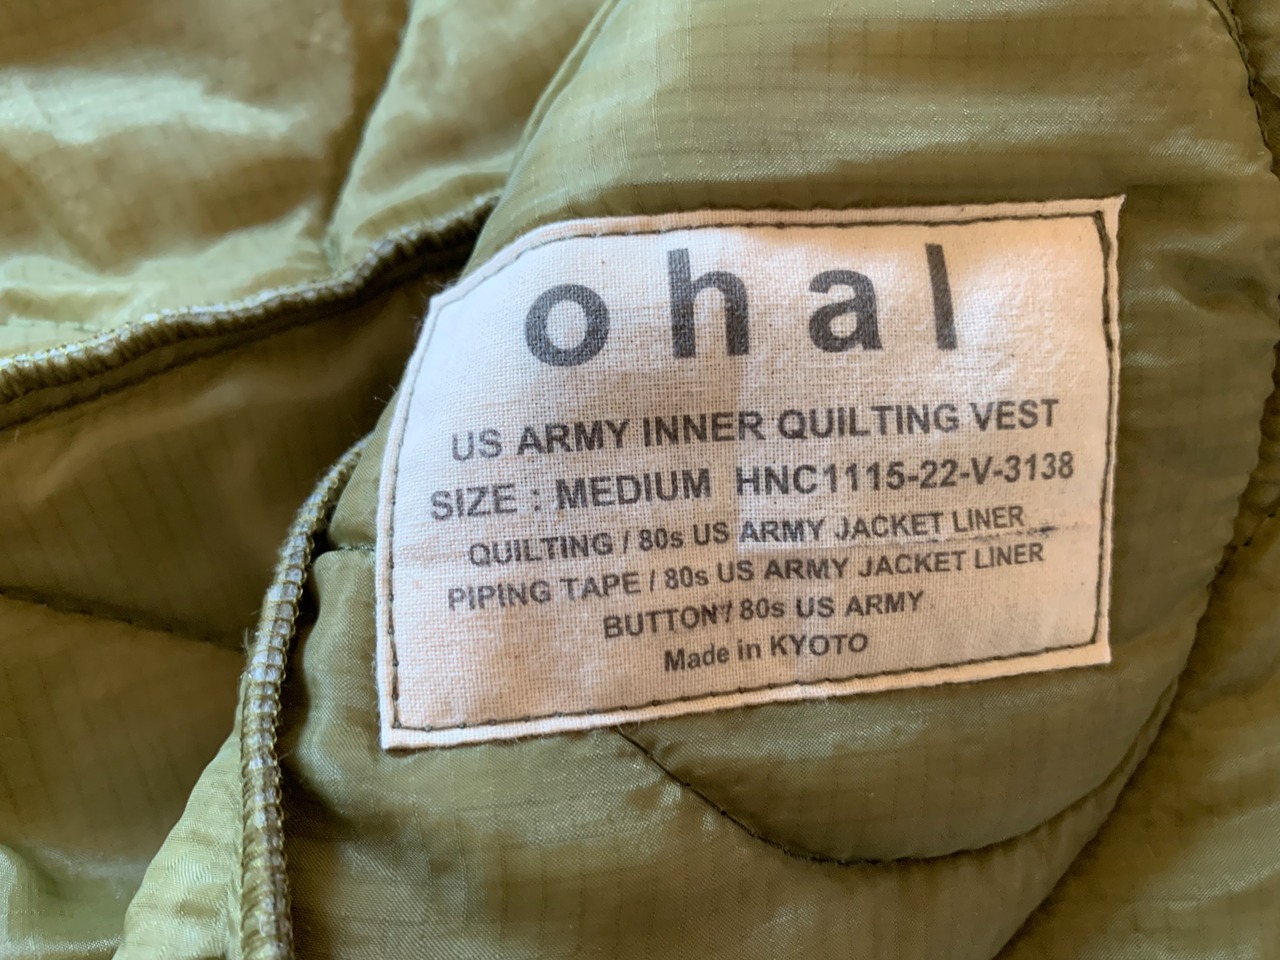 ohal
US ARMY INNER QUILTING VEST
SIZE : MEDIUM HNC1115-22-V-3138
QUILTING / 80s US ARMY JACKET LINER
PIPING TAPE / 80s US ARMY JACKET LINER
BUTTON / 80s US ARMY
Made in KYOTO